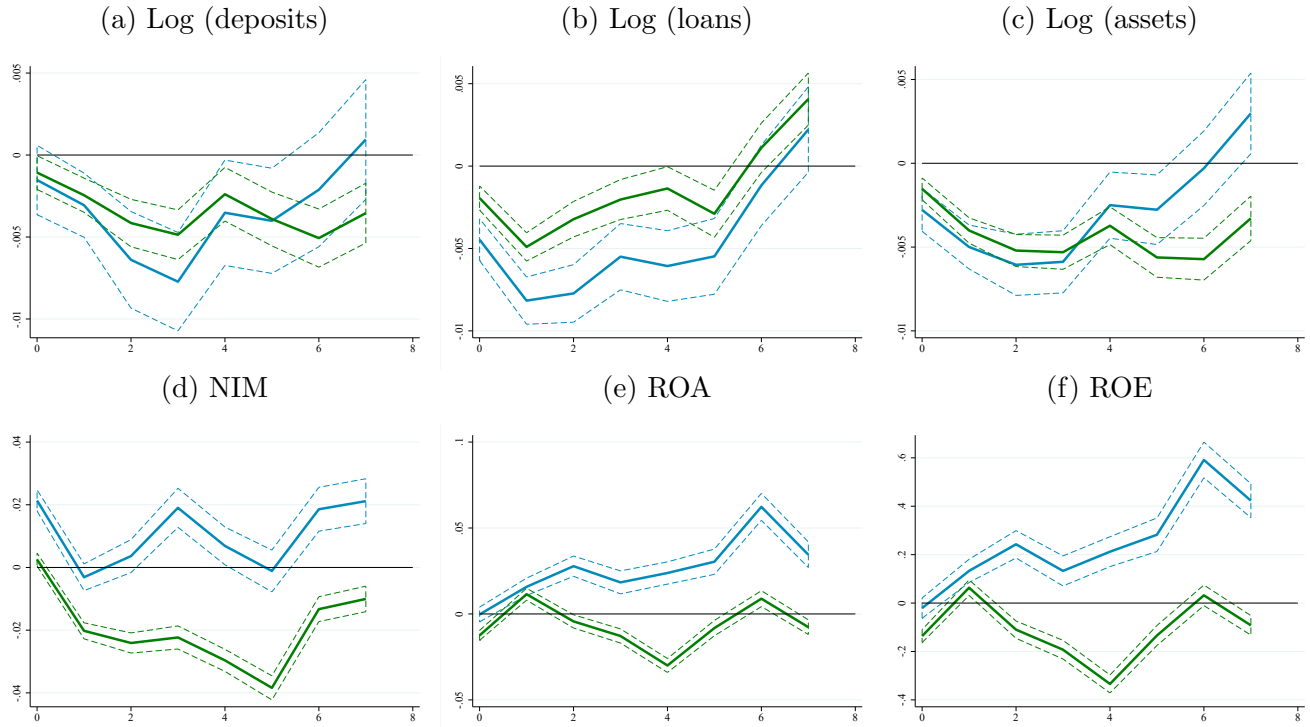 (a) Log (deposits)
(b) Log (loans)
(c) Log (assets)
.005
0
-.005
-.01
0 2 4 6 8
.005
0
-.005
-.01
0 2 4 6 8
.005
0
-.005
-.01
0 2 4 6 8
(d) NIM
(e) ROA
(f) ROE
.04
.02
0
-.02
-.04
0 2 4 6 8
.1
.05
0
-.05
0 2 4 6 8
.6
.4
.2
0
-.2
-.4
0 2 4 6 8